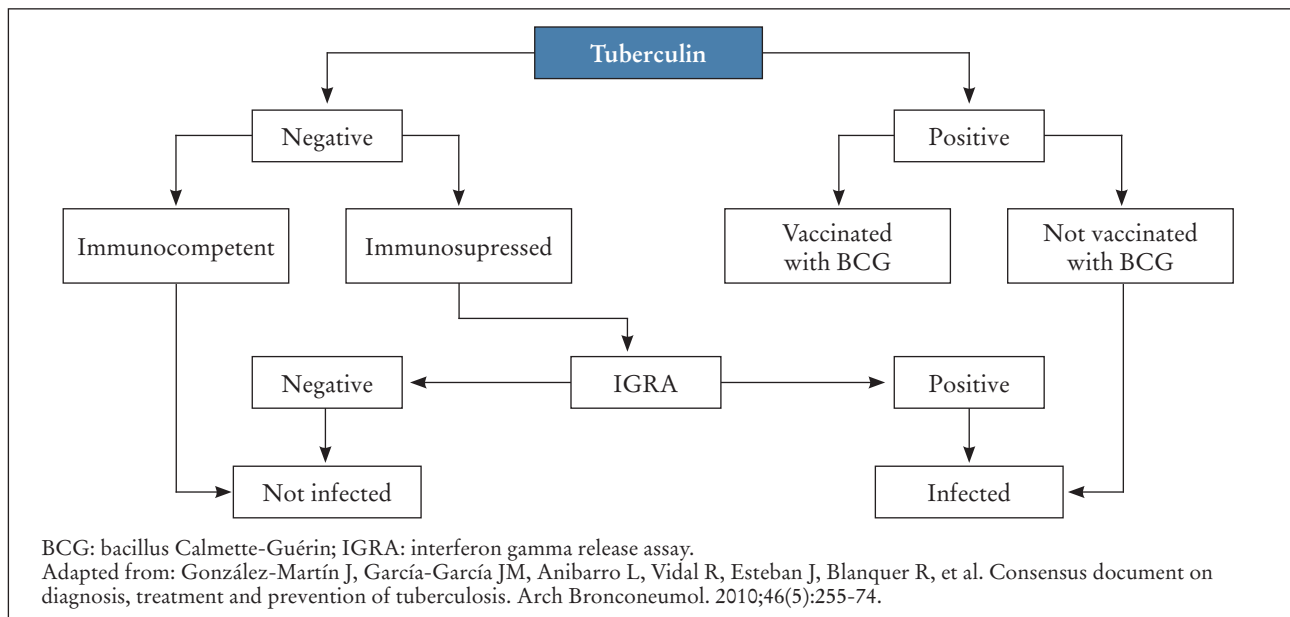 Tuberculin
Negative
Positive
Immunocompetent
Immunosupressed
Vaccinated
with BCG
Not vaccinated
with BCG
Negative
IGRA
Positive
Not infected
Infected
BCG: bacillus Calmette-Guérin; IGRA: interferon gamma release assay.
Adapted from: González-Martín J, García-García JM, Anibarro L, Vidal R, Esteban J, Blanquer R, et al. Consensus document on
diagnosis, treatment and prevention of tuberculosis. Arch Bronconeumol. 2010;46(5):255-74.